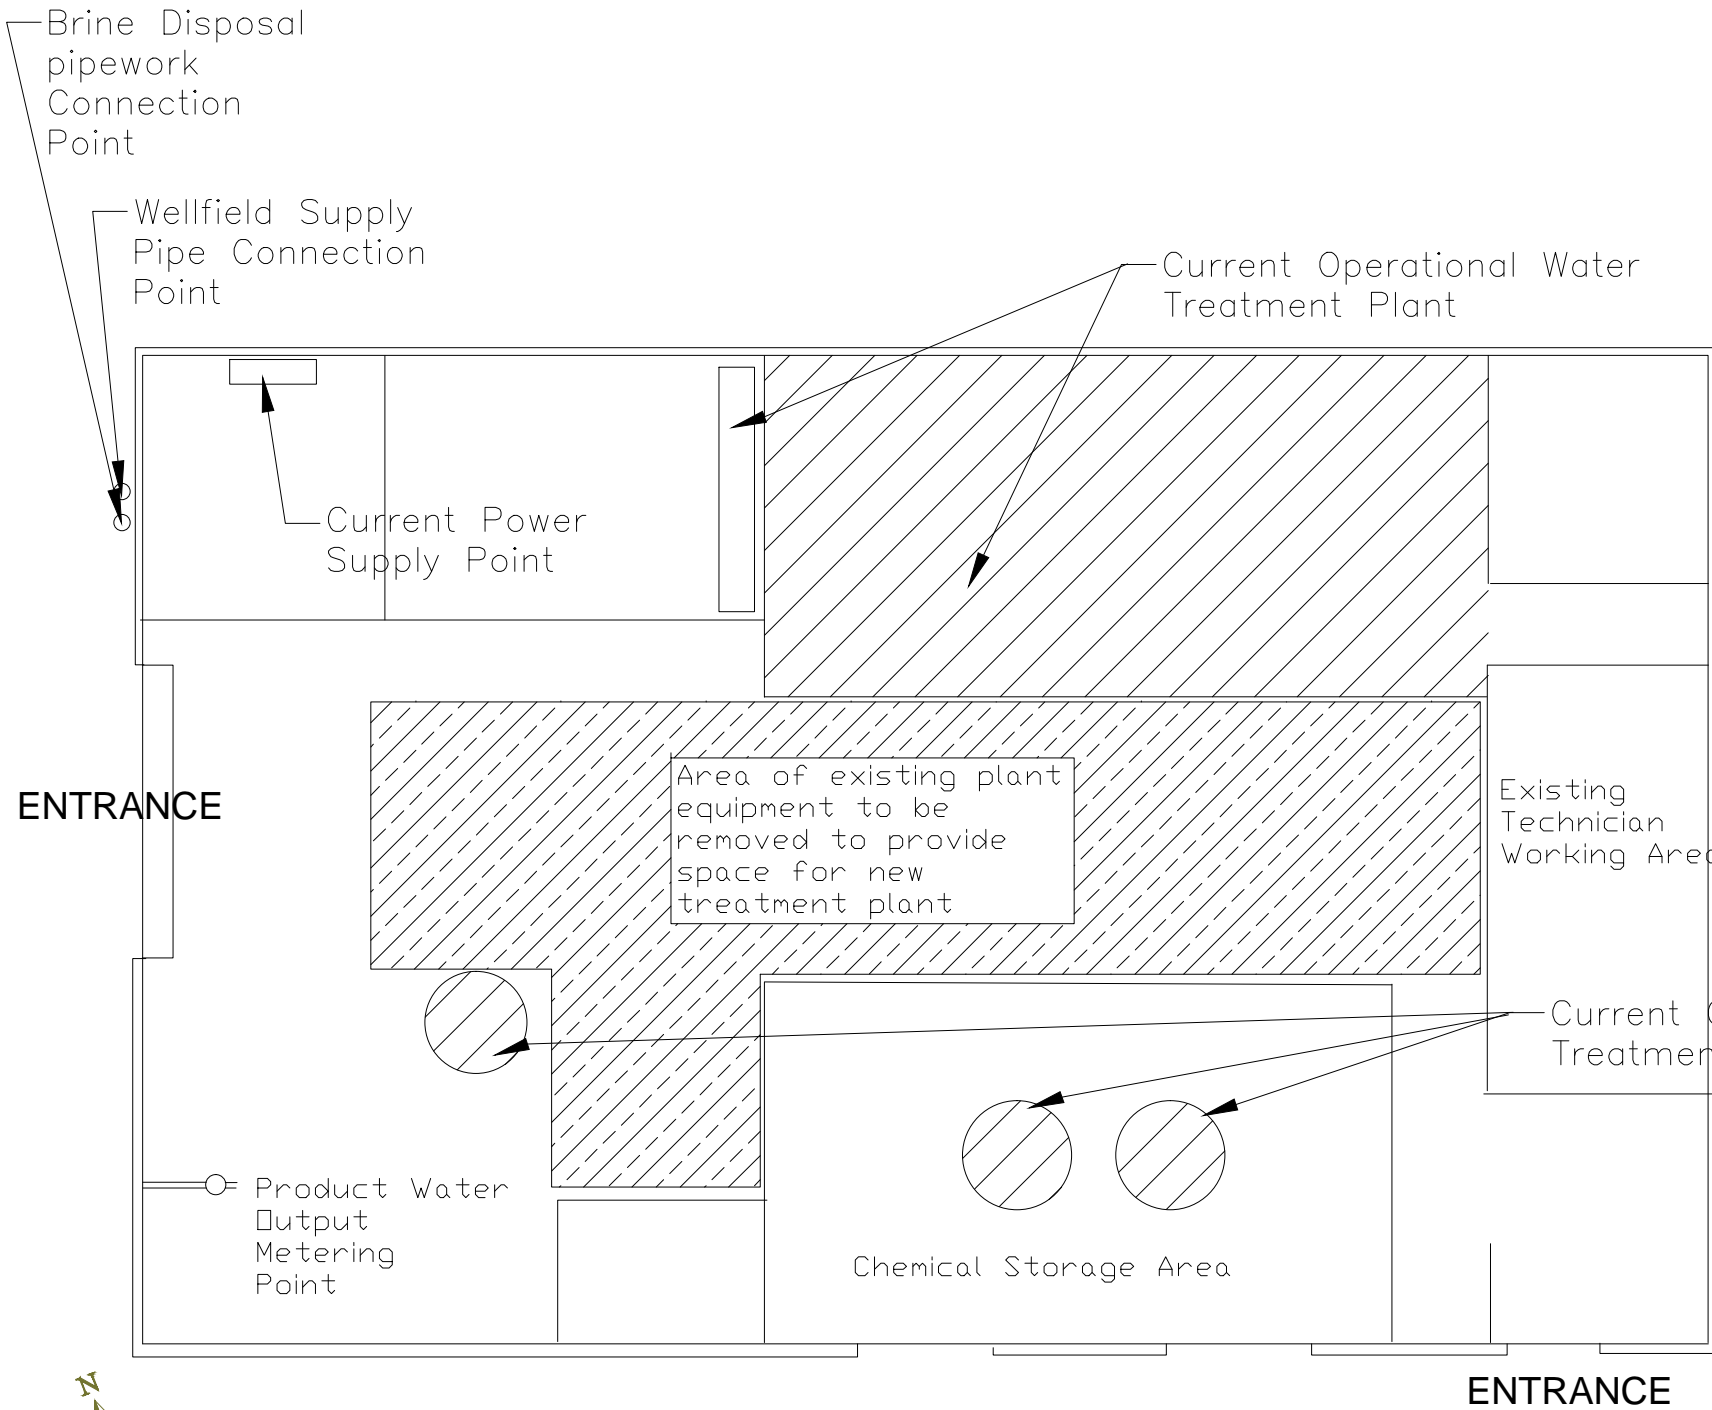 Brine Disposal
pipework
Connection
Point
Wellfield Supply
Pipe Connection
Point
Current Operational Water
Treatment Plant
Current Power
Supply Point
ENTRANCE
Area of existing plant
equipment to be
removed to provide
space for new
treatment plant
Existing
Technician
Working Area
Current
Product Water
Output
Metering
Point
Chemical Storage Area
N
ENTRANCE